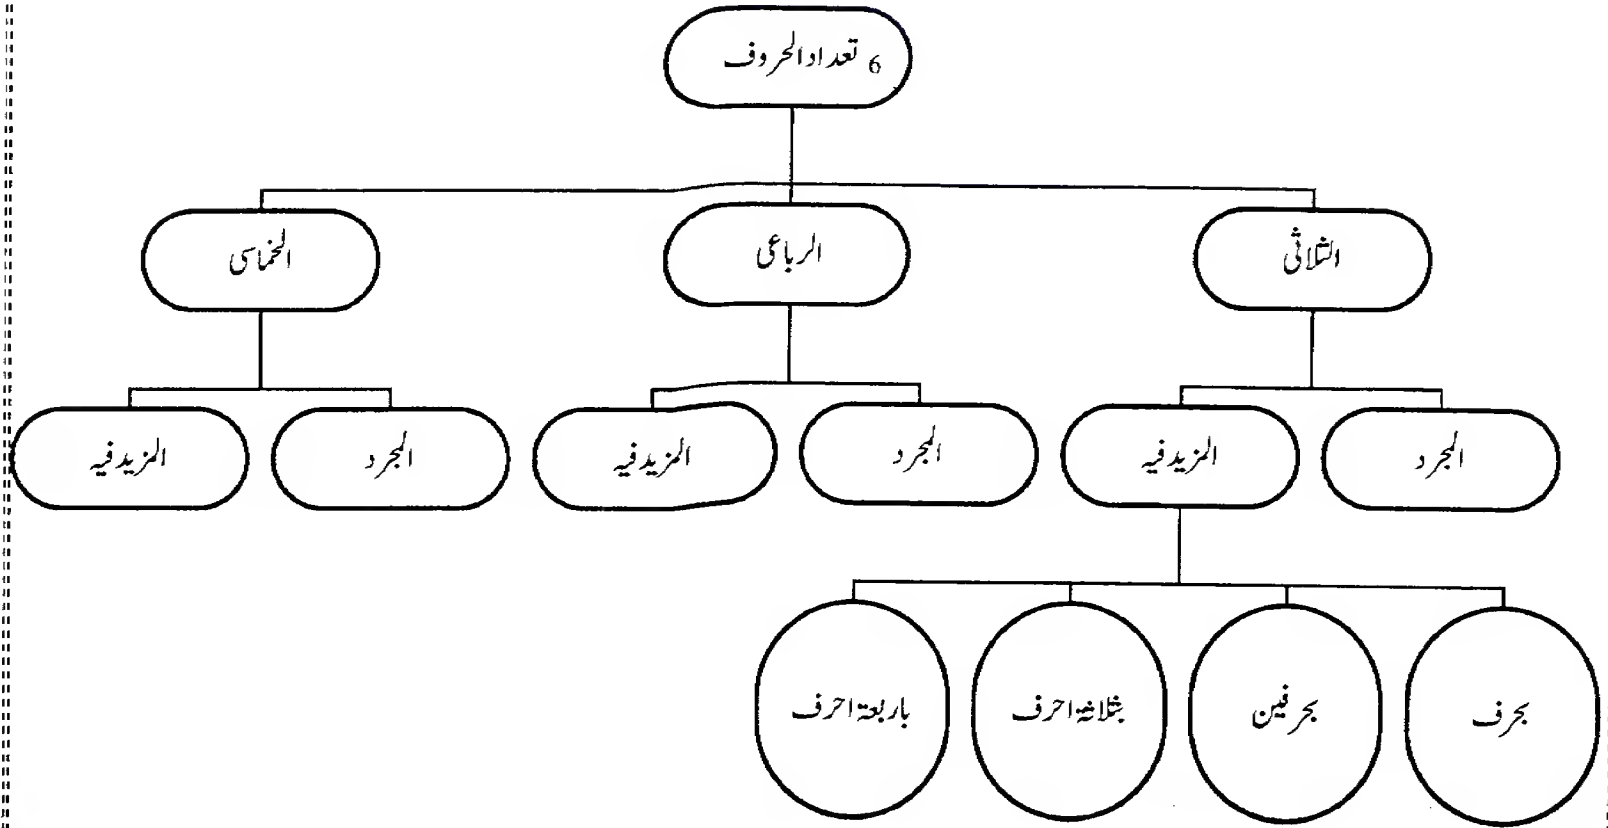 6 تعداد الحروف
الثلاثی
الرباعی
الخماسی
المجرد
المزید فیه
المجرد
المزید فیه
المجرد
المزید فیه
بحرف
بحرفین
بثلاثة احرف
باربعة احرف